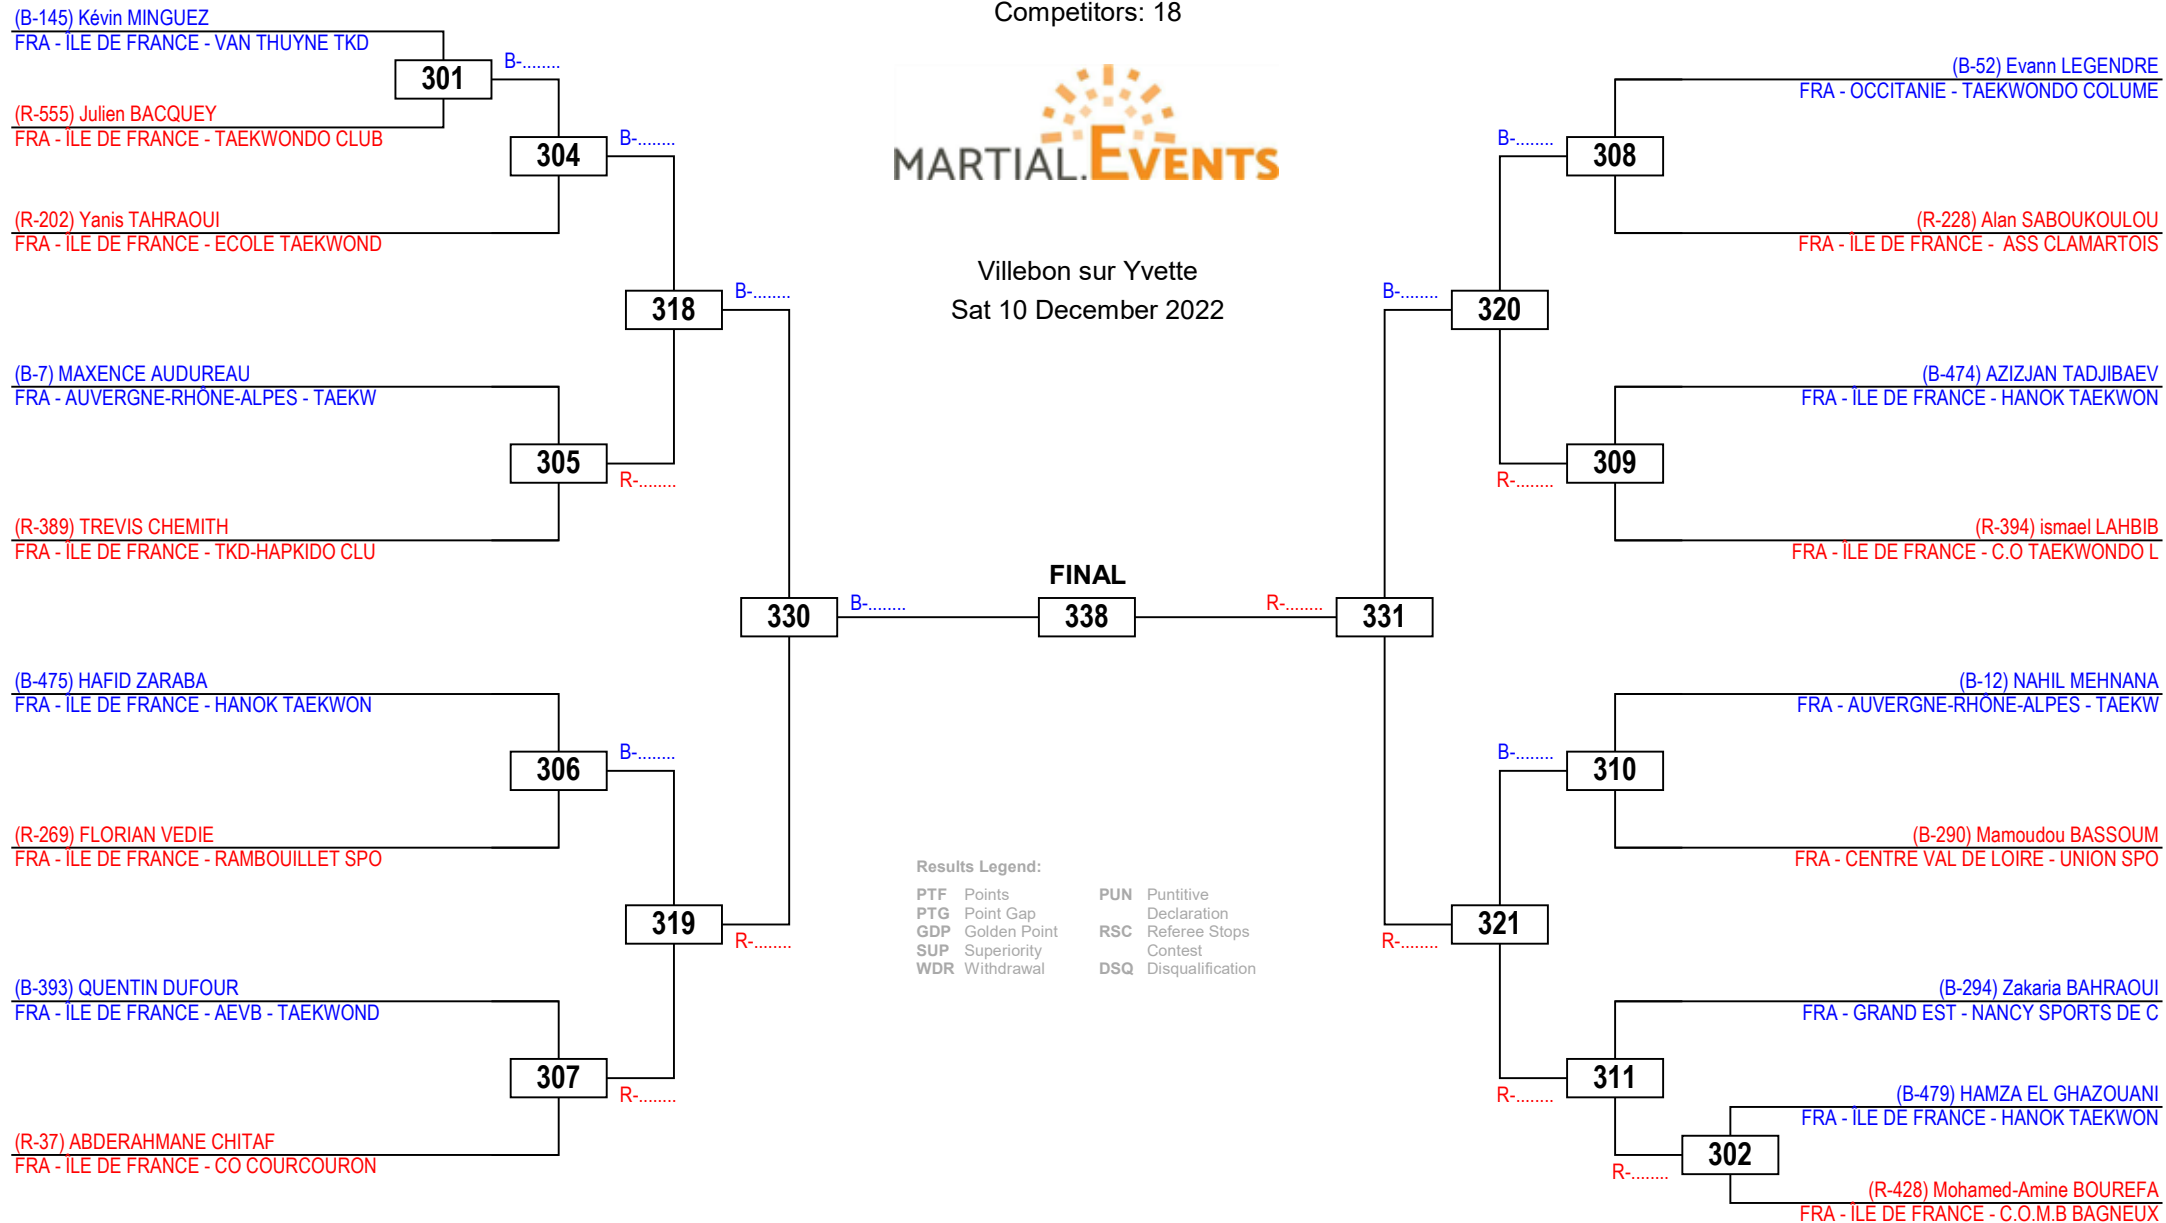 Competitors: 18
MARTIAL.EVENTS
Villebon sur Yvette
Sat 10 December 2022
(B-145) Kévin MINGUEZ
FRA - ÎLE DE FRANCE - VAN THUYNE TKD
301
B-........
(R-555) Julien BACQUEY
FRA - ÎLE DE FRANCE - TAEKWONDO CLUB
304
B-........
(R-202) Yanis TAHRAOUI
FRA - ÎLE DE FRANCE - ECOLE TAEKWOND
318
B-........
(B-7) MAXENCE AUDUREAU
FRA - AUVERGNE-RHÔNE-ALPES - TAEKW
305
R-........
(R-389) TREVIS CHEMITH
FRA - ÎLE DE FRANCE - TKD-HAPKIDO CLU
330
B-........
(B-475) HAFID ZARABA
FRA - ÎLE DE FRANCE - HANOK TAEKWON
306
B-........
(R-269) FLORIAN VEDIE
FRA - ÎLE DE FRANCE - RAMBOUILLET SPO
319
R-........
(B-393) QUENTIN DUFOUR
FRA - ÎLE DE FRANCE - AEVB - TAEKWOND
307
R-........
(R-37) ABDERAHMANE CHITAF
FRA - ÎLE DE FRANCE - CO COURCOURON
FINAL
338
Results Legend:
PTF Points
PTG Point Gap
GDP Golden Point
SUP Superiority
WDR Withdrawal
PUN Puntitive
Declaration
RSC Referee Stops
Contest
DSQ Disqualification
(B-52) Evann LEGENDRE
FRA - OCCITANIE - TAEKWONDO COLUME
B-........
308
(R-228) Alan SABOUKOULOU
FRA - ÎLE DE FRANCE - ASS CLAMARTOIS
B-........
320
(B-474) AZIZJAN TADJIBAEV
FRA - ÎLE DE FRANCE - HANOK TAEKWON
R-........
309
(R-394) ismael LAHBIB
FRA - ÎLE DE FRANCE - C.O TAEKWONDO L
R-........
331
(B-12) NAHIL MEHNANA
FRA - AUVERGNE-RHÔNE-ALPES - TAEKW
B-........
310
(B-290) Mamoudou BASSOUM
FRA - CENTRE VAL DE LOIRE - UNION SPO
R-........
321
(B-294) Zakaria BAHRAOUI
FRA - GRAND EST - NANCY SPORTS DE C
R-........
311
(B-479) HAMZA EL GHAZOUANI
FRA - ÎLE DE FRANCE - HANOK TAEKWON
R-........
302
(R-428) Mohamed-Amine BOUREFA
FRA - ÎLE DE FRANCE - C.O.M.B BAGNEUX